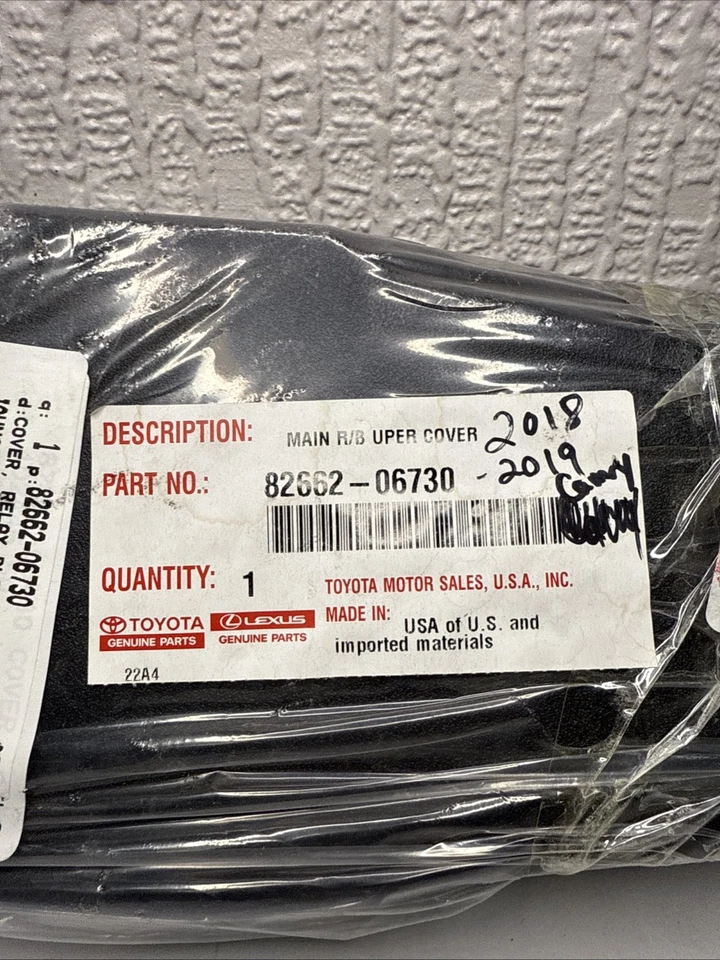 DESCRIPTION: MAIN R/B UPER COVER 2018
PART NO.: 82662-06730 -2019
Camry
QUANTITY: 1 TOYOTA MOTOR SALES, U.S.A., INC.
TOYOTA LEXUS MADE IN: USA of U.S. and
GENUINE PARTS GENUINE PARTS imported materials
22A4
q: 1 p: 82662-06730
d: COVER, RELAY